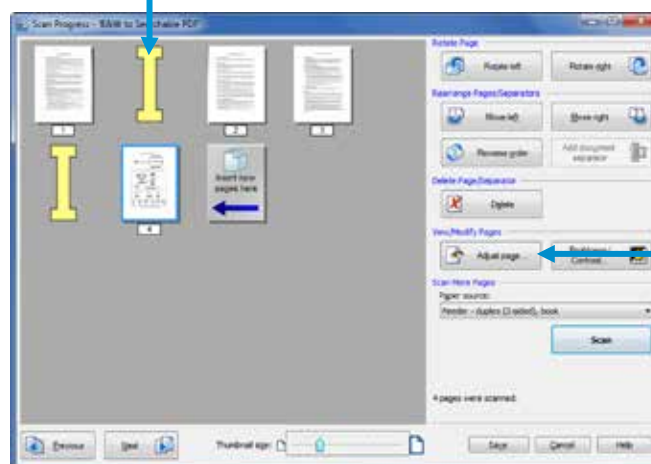 Scan Progress - "B&W to Searchable PDF"
1
2
3
4
Insert new
pages here
Rotate Page
Rotate left
Rotate right
Rearrange Pages/Separators
Move left
Move right
Reverse order
Add document
separator
Delete Page/Separator
Delete
View/Modify Pages
Adjust page...
Brightness /
Contrast...
Scan More Pages
Paper source:
Feeder - duplex (2 sided), book
Scan
4 pages were scanned.
Previous
Next
Thumbnail size:
Save
Cancel
Help